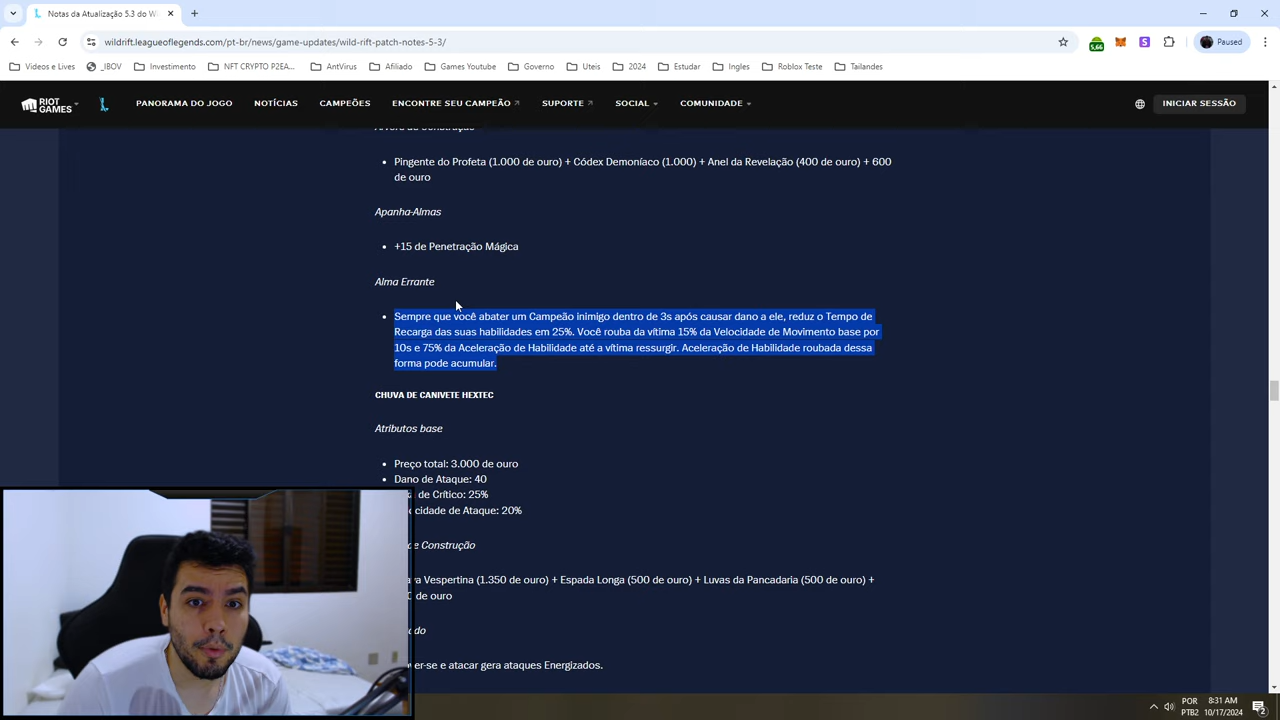 Notas da Atualização 5.3 do Wi
wildrift.leagueoflegends.com/pt-br/news/game-updates/wild-rift-patch-notes-5-3/
5,66
S
Paused
Videos e Lives
_IBOV
Investimento
NFT CRYPTO P2EA...
AntVirus
Afiliado
Games Youtube
Governo
Uteis
2024
Estudar
Ingles
Roblox Teste
Tailandes
RIOT GAMES
PANORAMA DO JOGO
NOTÍCIAS
CAMPEÕES
ENCONTRE SEU CAMPEÃO
SUPORTE
SOCIAL
COMUNIDADE
INICIAR SESSÃO
Pingente do Profeta (1.000 de ouro) + Códex Demoníaco (1.000) + Anel da Revelação (400 de ouro) + 600
de ouro
Apanha-Almas
+15 de Penetração Mágica
Alma Errante
Sempre que você abater um Campeão inimigo dentro de 3s após causar dano a ele, reduz o Tempo de
Recarga das suas habilidades em 25%. Você rouba da vítima 15% da Velocidade de Movimento base por
10s e 75% da Aceleração de Habilidade até a vítima ressurgir. Aceleração de Habilidade roubada dessa
forma pode acumular.
CHUVA DE CANIVETE HEXTEC
Atributos base
Preço total: 3.000 de ouro
Dano de Ataque: 40
de Crítico: 25%
cidade de Ataque: 20%
e Construção
Vespertina (1.350 de ouro) + Espada Longa (500 de ouro) + Luvas da Pancadaria (500 de ouro) +
de ouro
er-se e atacar gera ataques Energizados.
POR
PTB2
8:31 AM
10/17/2024
2